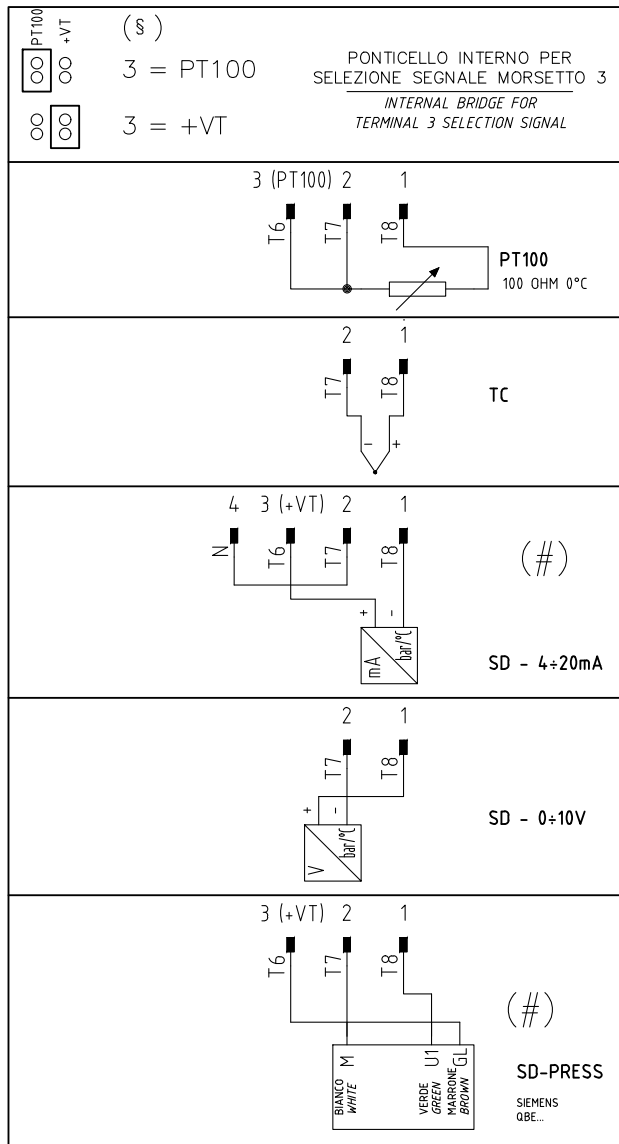 PT100
+VT
(§)
3 = PT100
3 = +VT
PONTICELLO INTERNO PER
SELEZIONE SEGNALE MORSETTO 3
INTERNAL BRIDGE FOR
TERMINAL 3 SELECTION SIGNAL
3 (PT100) 2 1
T6 T7 T8
PT100
100 OHM 0°C
2 1
T7 T8
TC
- +
4 3 (+VT) 2 1
N T6 T7 T8
(#)
+ -
mA bar/°C
SD - 4÷20mA
2 1
T7 T8
+ -
V bar/°C
SD - 0÷10V
3 (+VT) 2 1
T6 T7 T8
(#)
M U1 GL
BIANCO
WHITE
VERDE
GREEN
MARRONE
BROWN
SD-PRESS
SIEMENS
QBE...